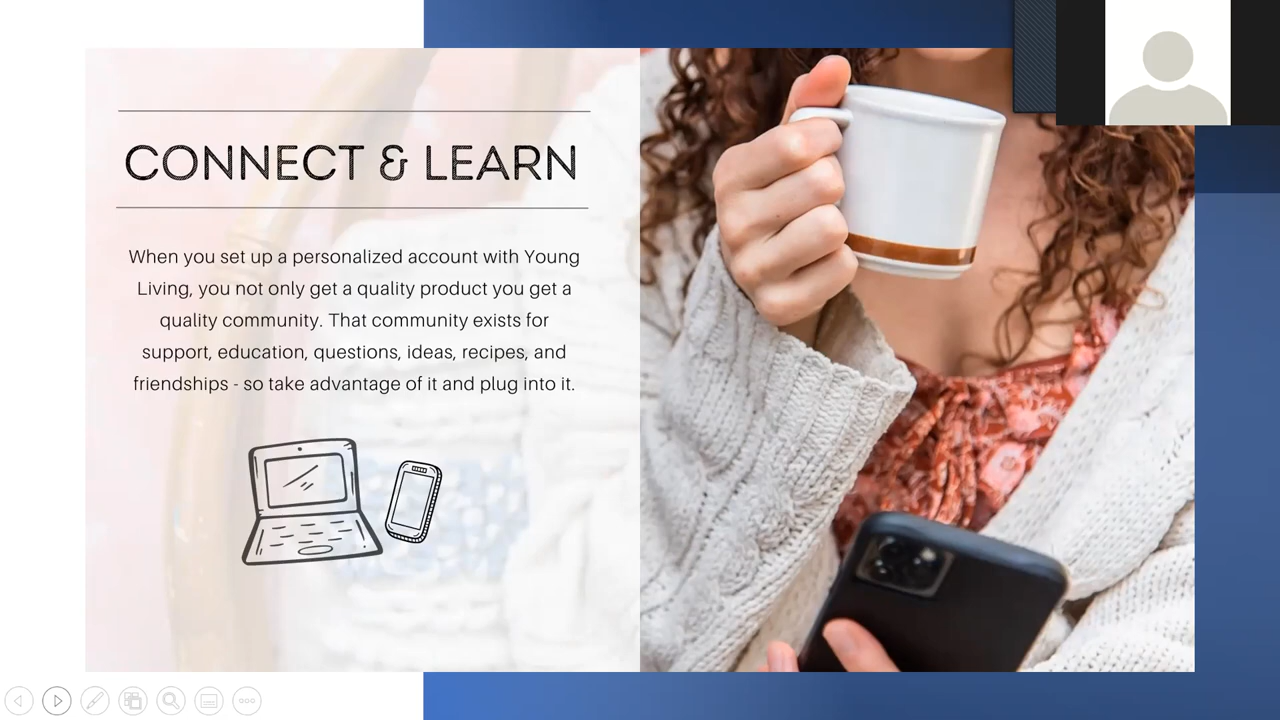 CONNECT & LEARN
When you set up a personalized account with Young
Living, you not only get a quality product you get a
quality community. That community exists for
support, education, questions, ideas, recipes, and
friendships - so take advantage of it and plug into it.